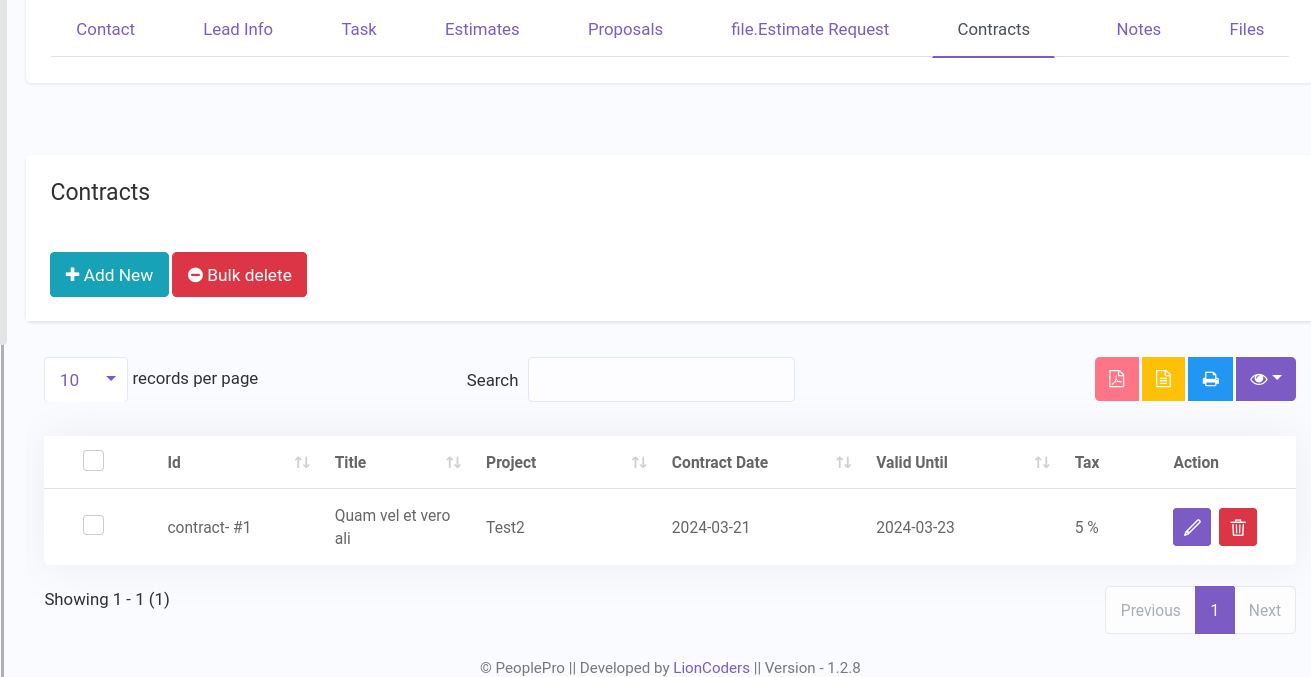 Contact Lead Info Task Estimates Proposals file.Estimate Request Contracts Notes Files
Contracts
Add New Bulk delete
10 records per page Search
Id Title Project Contract Date Valid Until Tax Action
contract- #1 Quam vel et vero Test2 2024-03-21 2024-03-23 5 %
ali
Showing 1 - 1 (1)
Previous 1 Next
© PeoplePro || Developed by LionCoders || Version - 1.2.8